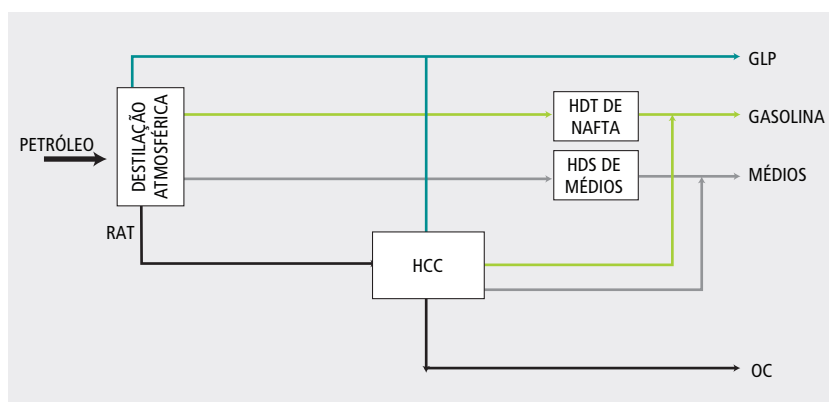 GLP
HDT DE
NAFTA
GASOLINA
DESTILAÇÃO
ATMOSFÉRICA
PETRÓLEO
HDS DE
MÉDIOS
MÉDIOS
RAT
HCC
OC